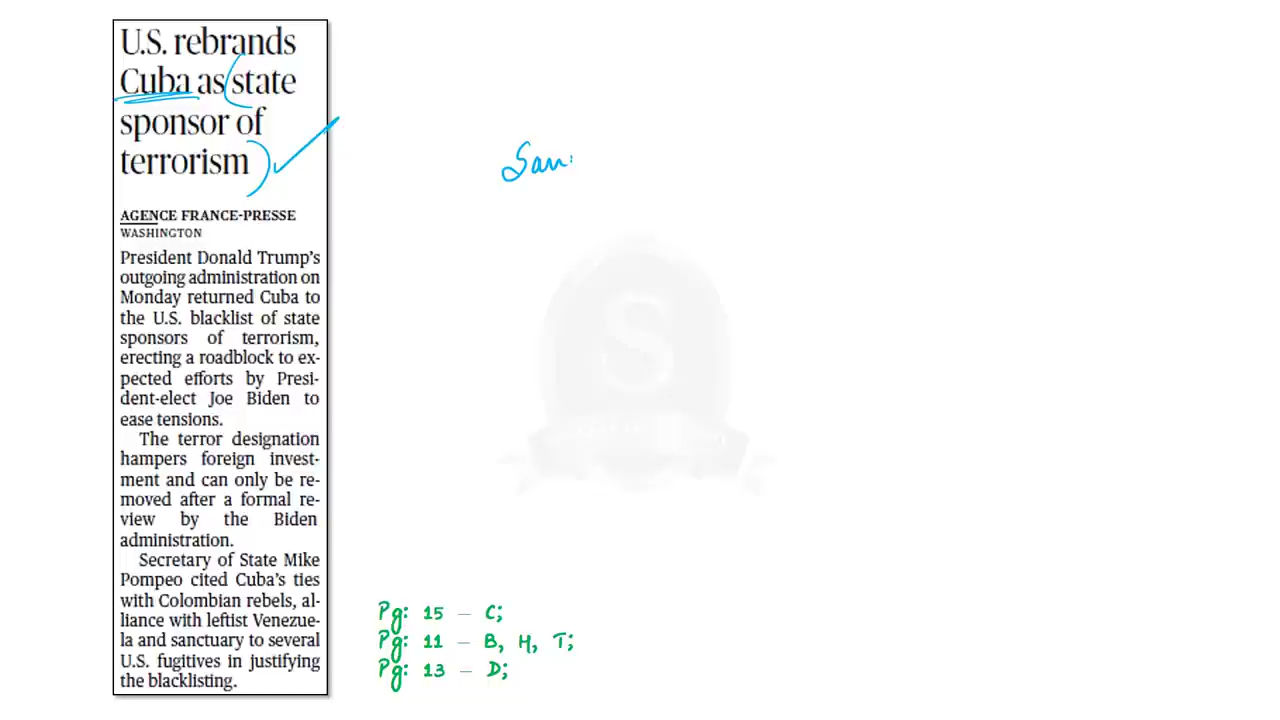 U.S. rebrands
Cuba as state
sponsor of
terrorism
AGENCE FRANCE-PRESSE
WASHINGTON
President Donald Trump's
outgoing administration on
Monday returned Cuba to
the U.S. blacklist of state
sponsors of terrorism,
erecting a roadblock to ex-
pected efforts by Presi-
dent-elect Joe Biden to
ease tensions.
The terror designation
hampers foreign invest-
ment and can only be re-
moved after a formal re-
view by the Biden
administration.
Secretary of State Mike
Pompeo cited Cuba's ties
with Colombian rebels, al-
liance with leftist Venezue-
la and sanctuary to several
U.S. fugitives in justifying
the blacklisting.
San
Pg: 15 – C;
Pg: 11 – B, H, T;
Pg: 13 – D;
S